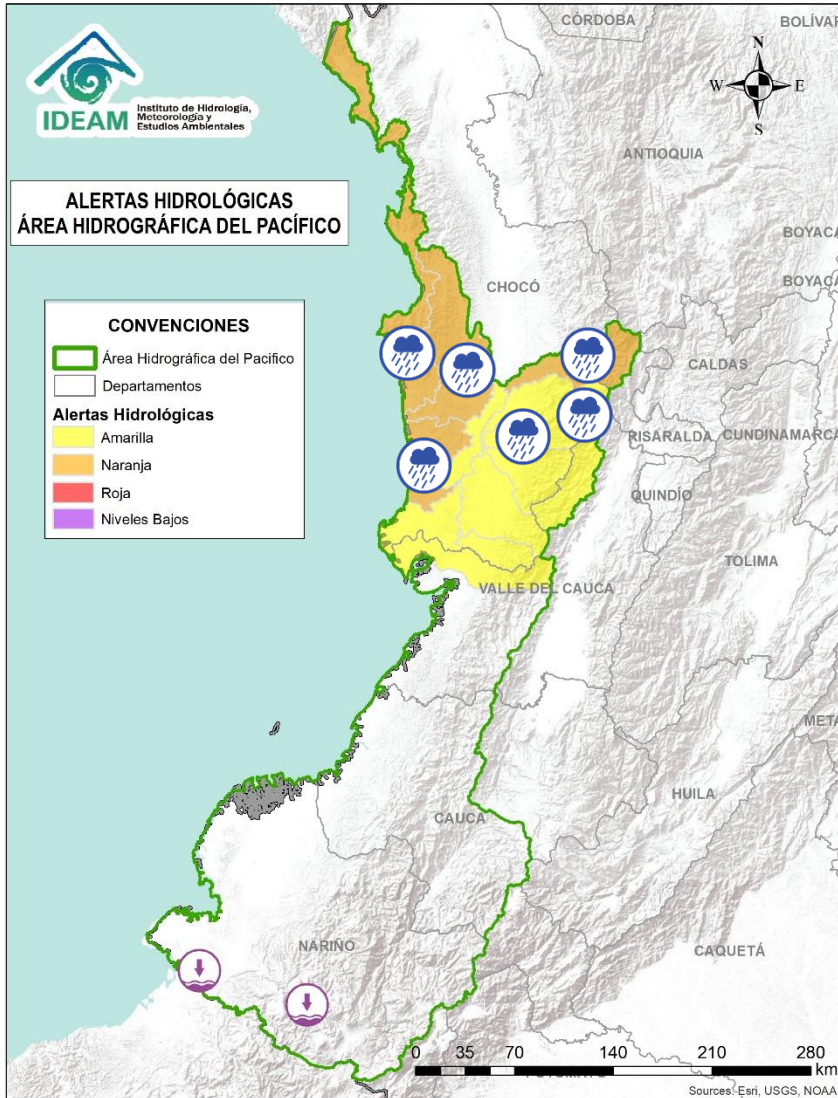 CÓRDOBA
BOLÍVAR
IDEAM
Instituto de Hidrología,
Meteorología y
Estudios Ambientales
N
W
E
S
ANTIOQUIA
ALERTAS HIDROLÓGICAS
ÁREA HIDROGRÁFICA DEL PACÍFICO
BOYACÁ
BOYACÁ
CHOCÓ
CONVENCIONES
Área Hidrográfica del Pacifico
Departamentos
Alertas Hidrológicas
Amarilla
Naranja
Roja
Niveles Bajos
CALDAS
RISARALDA
CUNDINAMARCA
QUINDÍO
TOLIMA
VALLE DEL CAUCA
META
HUILA
CAUCA
NARIÑO
CAQUETÁ
0 35 70 140 210 280
km
Sources: Esri, USGS, NOAA